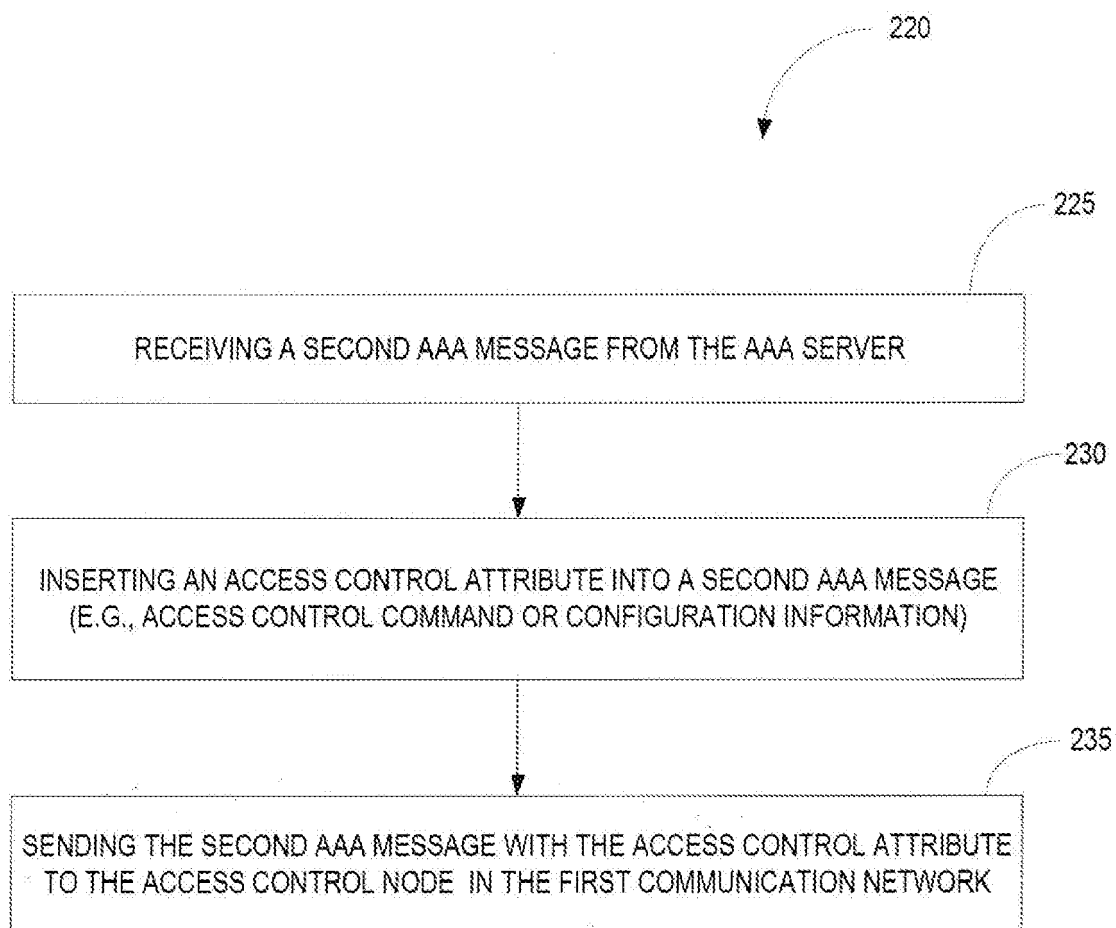 220
225
RECEIVING A SECOND AAA MESSAGE FROM THE AAA SERVER
230
INSERTING AN ACCESS CONTROL ATTRIBUTE INTO A SECOND AAA MESSAGE
(E.G., ACCESS CONTROL COMMAND OR CONFIGURATION INFORMATION)
235
SENDING THE SECOND AAA MESSAGE WITH THE ACCESS CONTROL ATTRIBUTE
TO THE ACCESS CONTROL NODE IN THE FIRST COMMUNICATION NETWORK